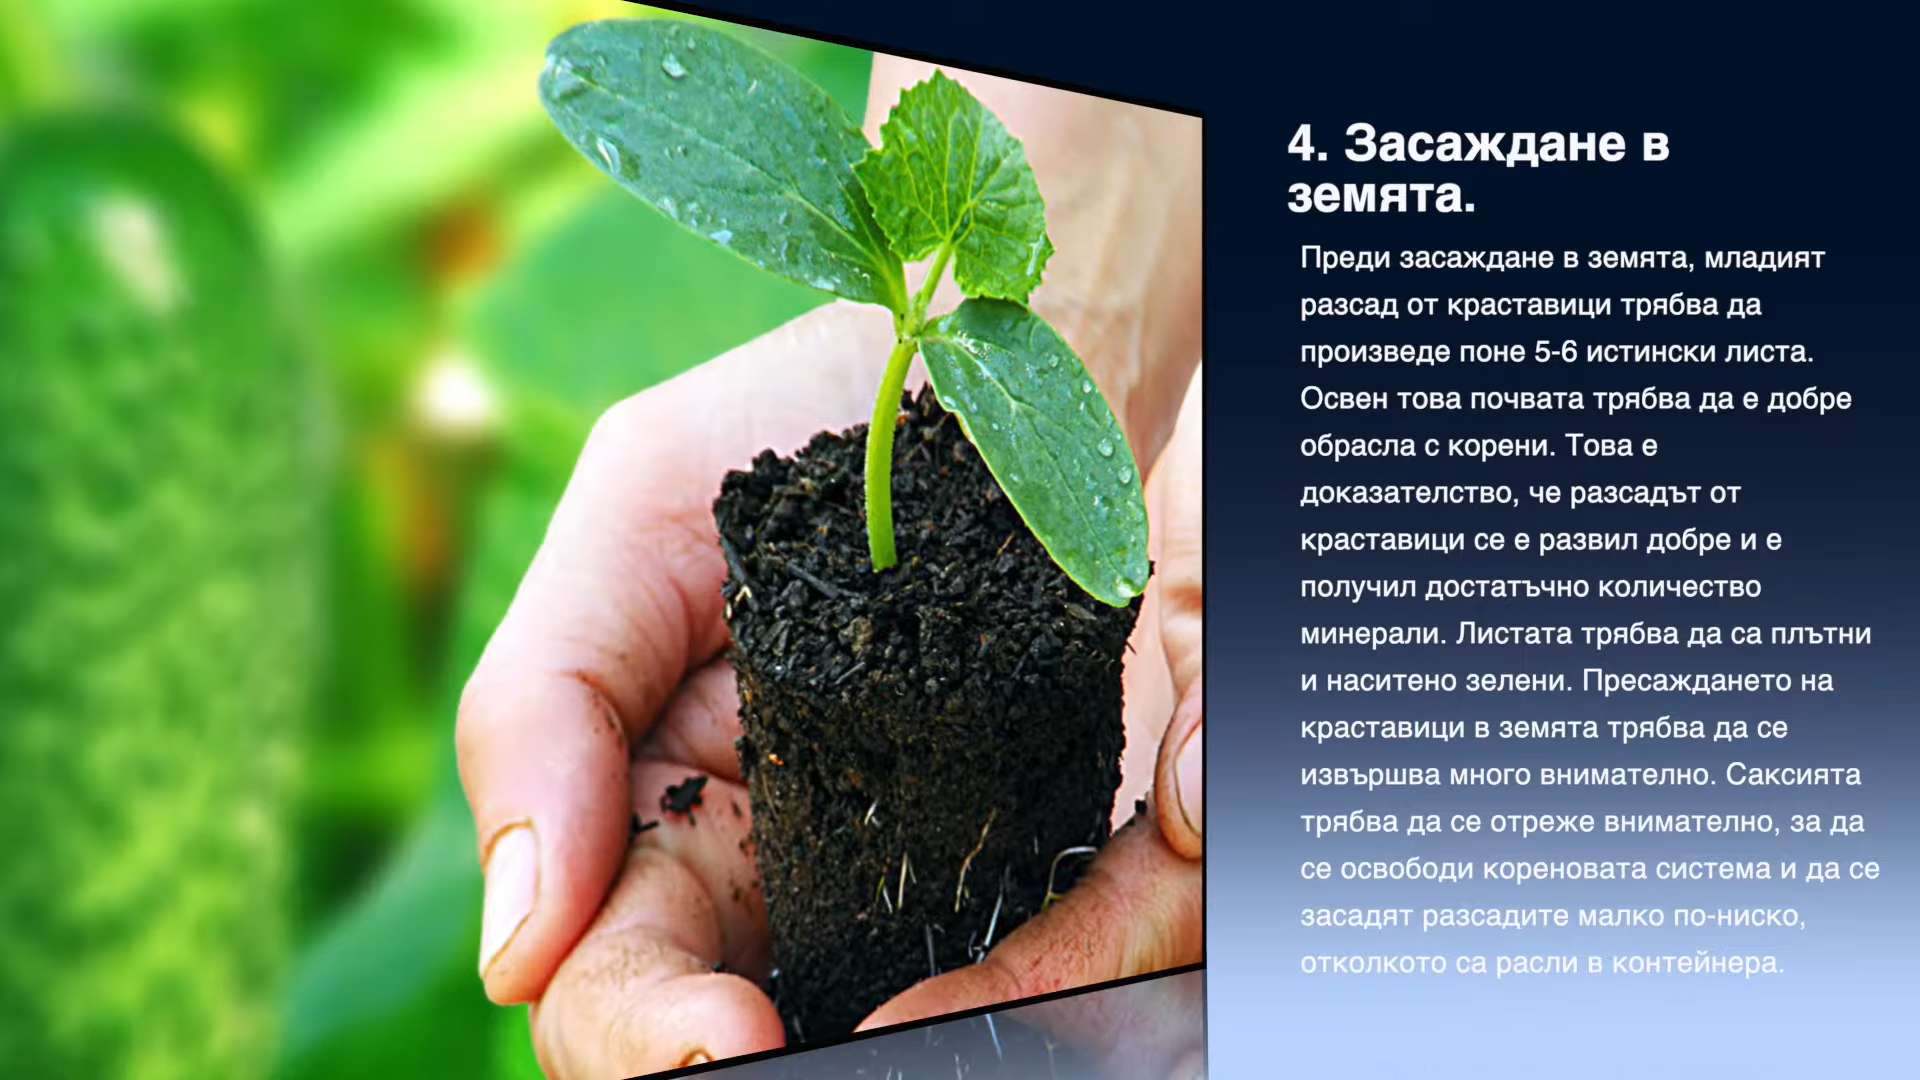 4. Засаждане в
земята.
Преди засаждане в земята, младият
разсад от краставици трябва да
произведе поне 5-6 истински листа.
Освен това почвата трябва да е добре
обрасла с корени. Това е
доказателство, че разсадът от
краставици се е развил добре и е
получил достатъчно количество
минерали. Листата трябва да са плътни
и наситено зелени. Пресаждането на
краставици в земята трябва да се
извършва много внимателно. Саксията
трябва да се отреже внимателно, за да
се освободи кореновата система и да се
засадят разсадите малко по-ниско,
отколкото са расли в контейнера.